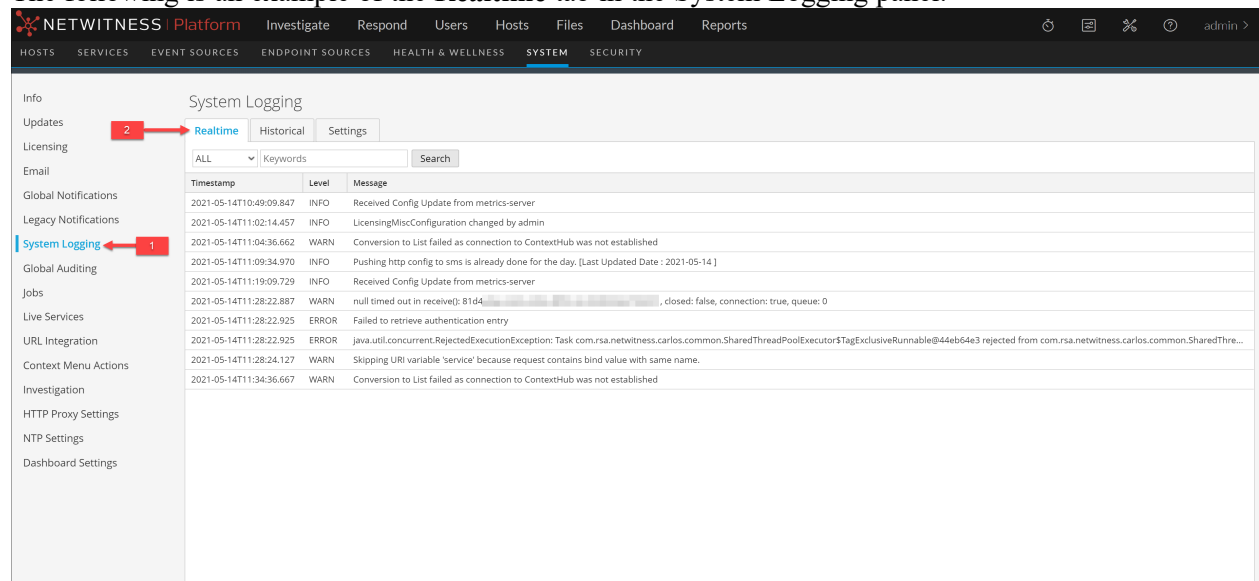 The following is an example of the Realtime tab in the System Logging panel.
NETWITNESS Platform Investigate Respond Users Hosts Files Dashboard Reports admin >
HOSTS SERVICES EVENT SOURCES ENDPOINT SOURCES HEALTH & WELLNESS SYSTEM SECURITY
Info
Updates
Licensing
Email
Global Notifications
Legacy Notifications
System Logging
Global Auditing
Jobs
Live Services
URL Integration
Context Menu Actions
Investigation
HTTP Proxy Settings
NTP Settings
Dashboard Settings
1
2
System Logging
Realtime Historical Settings
ALL Keywords Search
Timestamp Level Message
2021-05-14T10:49:09.847 INFO Received Config Update from metrics-server
2021-05-14T11:02:14.457 INFO LicensingMiscConfiguration changed by admin
2021-05-14T11:04:36.662 WARN Conversion to List failed as connection to ContextHub was not established
2021-05-14T11:09:34.970 INFO Pushing http config to sms is already done for the day. [Last Updated Date : 2021-05-14 ]
2021-05-14T11:19:09.729 INFO Received Config Update from metrics-server
2021-05-14T11:28:22.887 WARN null timed out in receive(): 81d4 , closed: false, connection: true, queue: 0
2021-05-14T11:28:22.925 ERROR Failed to retrieve authentication entry
2021-05-14T11:28:22.925 ERROR java.util.concurrent.RejectedExecutionException: Task com.rsa.netwitness.carlos.common.SharedThreadPoolExecutor$TagExclusiveRunnable@44eb64e3 rejected from com.rsa.netwitness.carlos.common.SharedThre...
2021-05-14T11:28:24.127 WARN Skipping URI variable 'service' because request contains bind value with same name.
2021-05-14T11:34:36.667 WARN Conversion to List failed as connection to ContextHub was not established